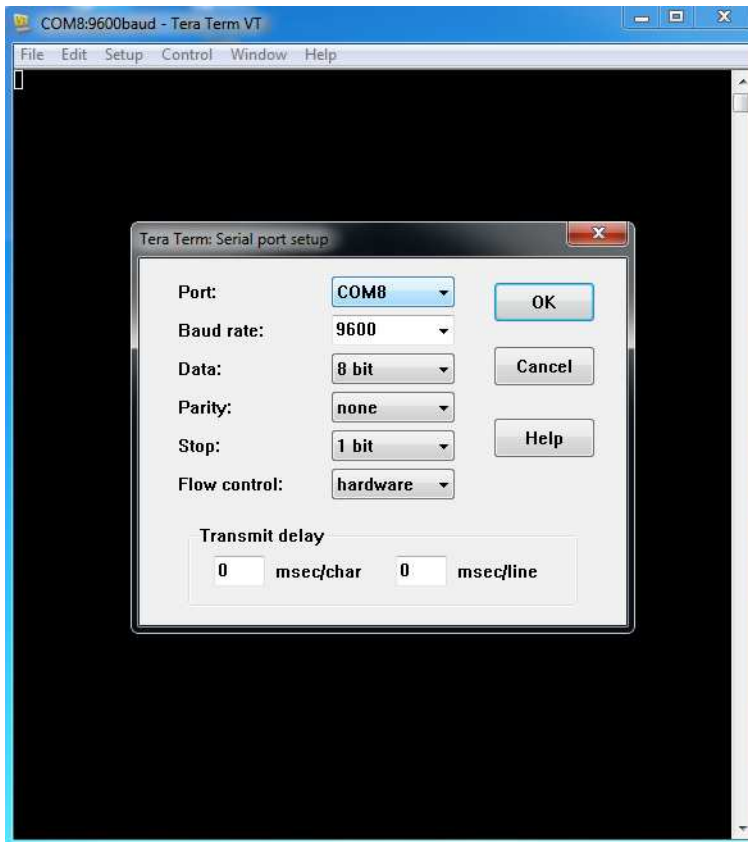 COM8:9600baud - Tera Term VT
File Edit Setup Control Window Help
Tera Term: Serial port setup
Port: COM8 OK
Baud rate: 9600
Data: 8 bit Cancel
Parity: none
Stop: 1 bit Help
Flow control: hardware
Transmit delay
0 msec/char 0 msec/line